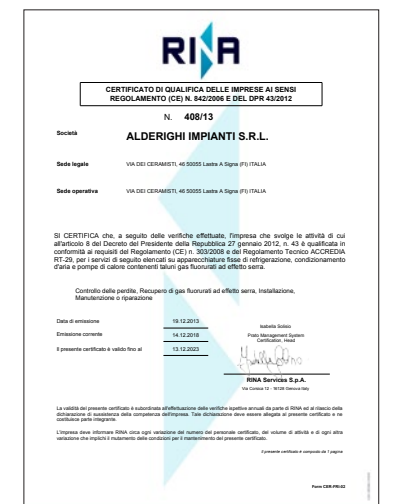 RINA
CERTIFICATO DI QUALIFICA DELLE IMPRESE AI SENSI
REGOLAMENTO (CE) N. 842/2006 E DEL DPR 43/2012
N. 408/13
Società ALDERIGHI IMPIANTI S.R.L.
Sede legale VIA DEI CERAMISTI, 46 50055 Lastra A Signa (FI) ITALIA
Sede operativa VIA DEI CERAMISTI, 46 50055 Lastra A Signa (FI) ITALIA
SI CERTIFICA che, a seguito delle verifiche effettuate, l'impresa che svolge le attività di cui
all'articolo 8 del Decreto del Presidente della Repubblica 27 gennaio 2012, n. 43 è qualificata in
conformità ai requisiti del Regolamento (CE) n. 303/2008 e del Regolamento Tecnico ACCREDIA
RT-29, per i servizi di seguito elencati su apparecchiature fisse di refrigerazione, condizionamento
d'aria e pompe di calore contenenti taluni gas fluorurati ad effetto serra.
Controllo delle perdite, Recupero di gas fluorurati ad effetto serra, Installazione,
Manutenzione o riparazione
Data di emissione 19.12.2013
Emissione corrente 14.12.2018
Il presente certificato è valido fino al 13.12.2023
Prato Management System
Certification, Head
RINA Services S.p.A.
Via Corsica 12 - 16128 Genova Italy
La validità del presente certificato è subordinata all'effettuazione delle verifiche ispettive annuali da parte di RINA ed al rilascio della
dichiarazione di sussistenza della competenza dell'impresa. Tale dichiarazione deve essere allegata al presente certificato e ne
costituisce parte integrante.
L'impresa deve informare RINA circa ogni variazione del numero del personale certificato, del volume di attività e di ogni altra
variazione che implichi il mutamento delle condizioni per il mantenimento del presente certificato.
Il presente certificato è composto da 1 pagina
Form CER-FRI-02